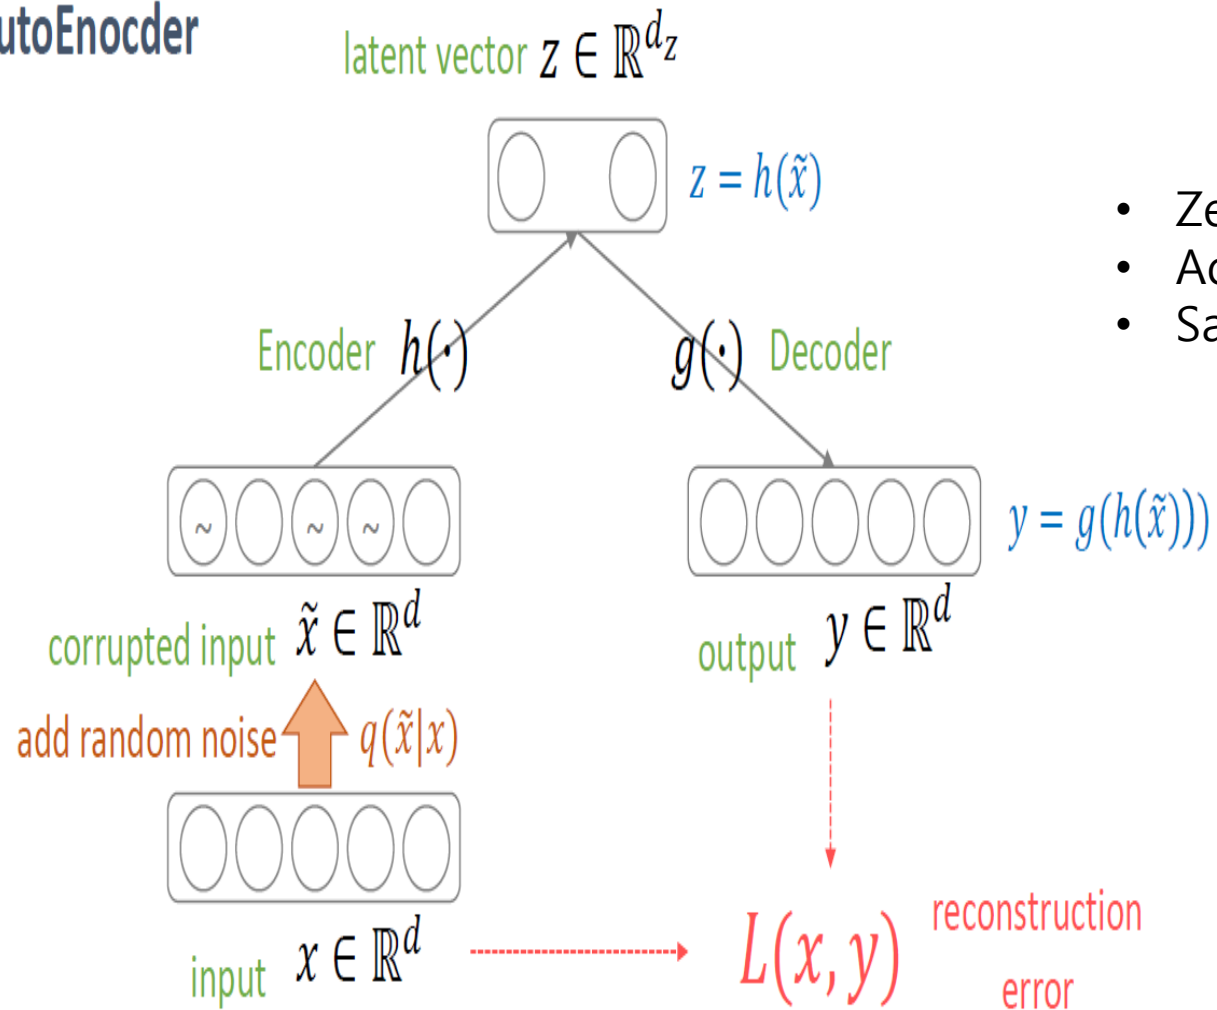 utoEnocder
latent vector z ∈ ℝ^{d_z}
z = h(x̃)
• Ze
• Ac
• Sa
Encoder h(·)
g(·) Decoder
~ ~ ~
y = g(h(x̃)))
corrupted input x̃ ∈ ℝ^d
output y ∈ ℝ^d
add random noise q(x̃|x)
input x ∈ ℝ^d
L(x, y)
reconstruction
error